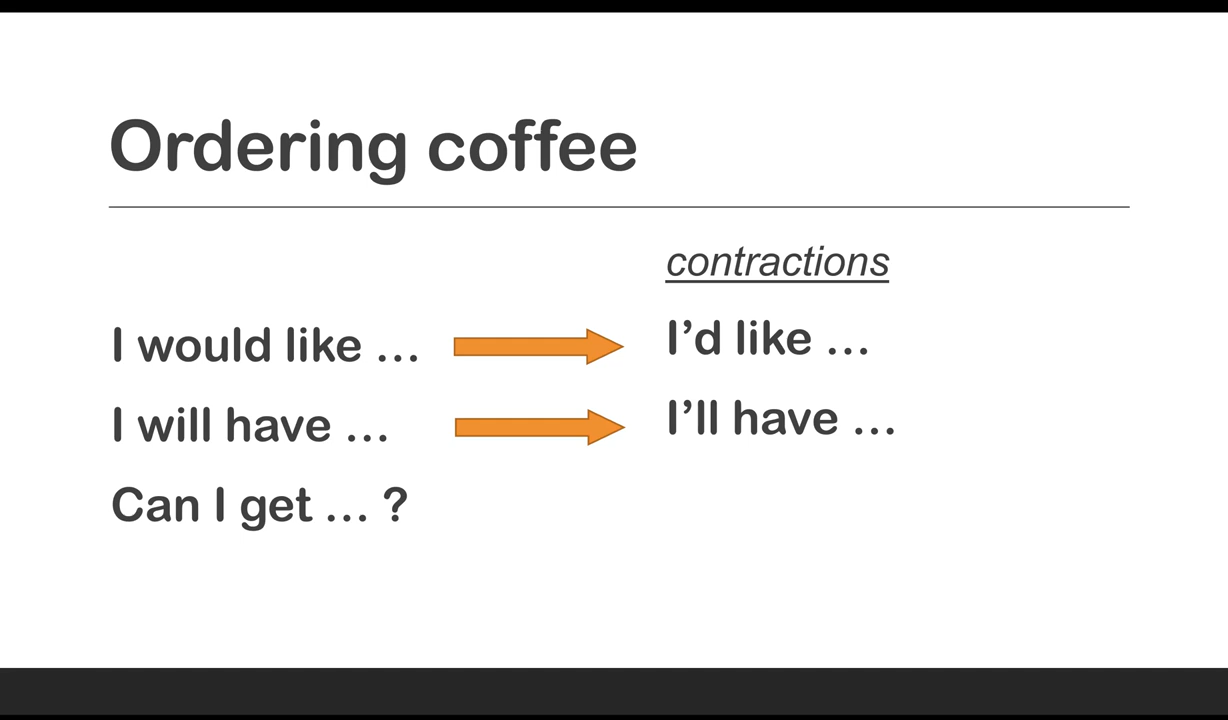 Ordering coffee
contractions
I would like … I’d like …
I will have … I’ll have …
Can I get … ?